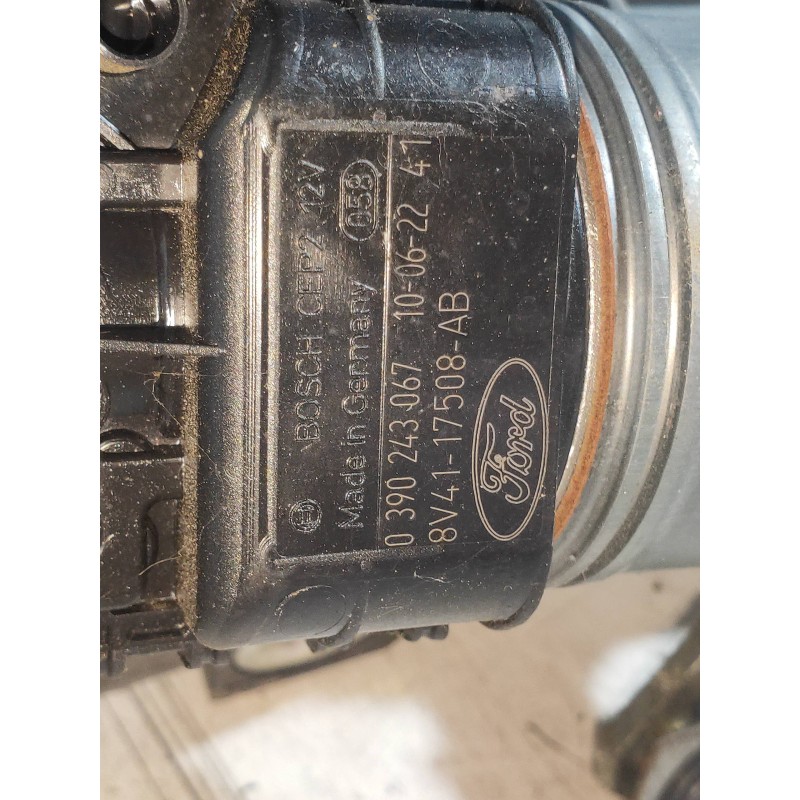 BOSCH CEP2 12V
Made in Germany 058
0 390 243 067 10-06-22 41
8V41-17508-AB
Ford